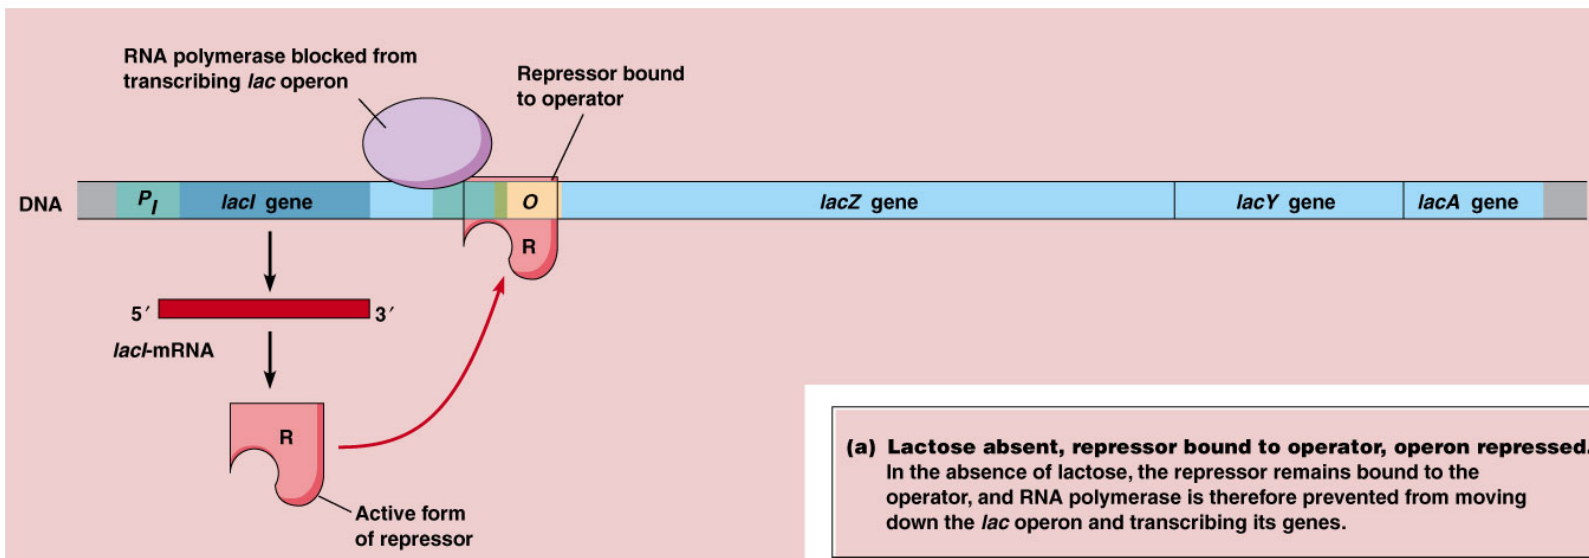 RNA polymerase blocked from
transcribing lac operon
Repressor bound
to operator
DNA
PI
lacI gene
O
lacZ gene
lacY gene
lacA gene
R
5′
3′
lacI-mRNA
R
Active form
of repressor
(a) Lactose absent, repressor bound to operator, operon repressed.
In the absence of lactose, the repressor remains bound to the
operator, and RNA polymerase is therefore prevented from moving
down the lac operon and transcribing its genes.